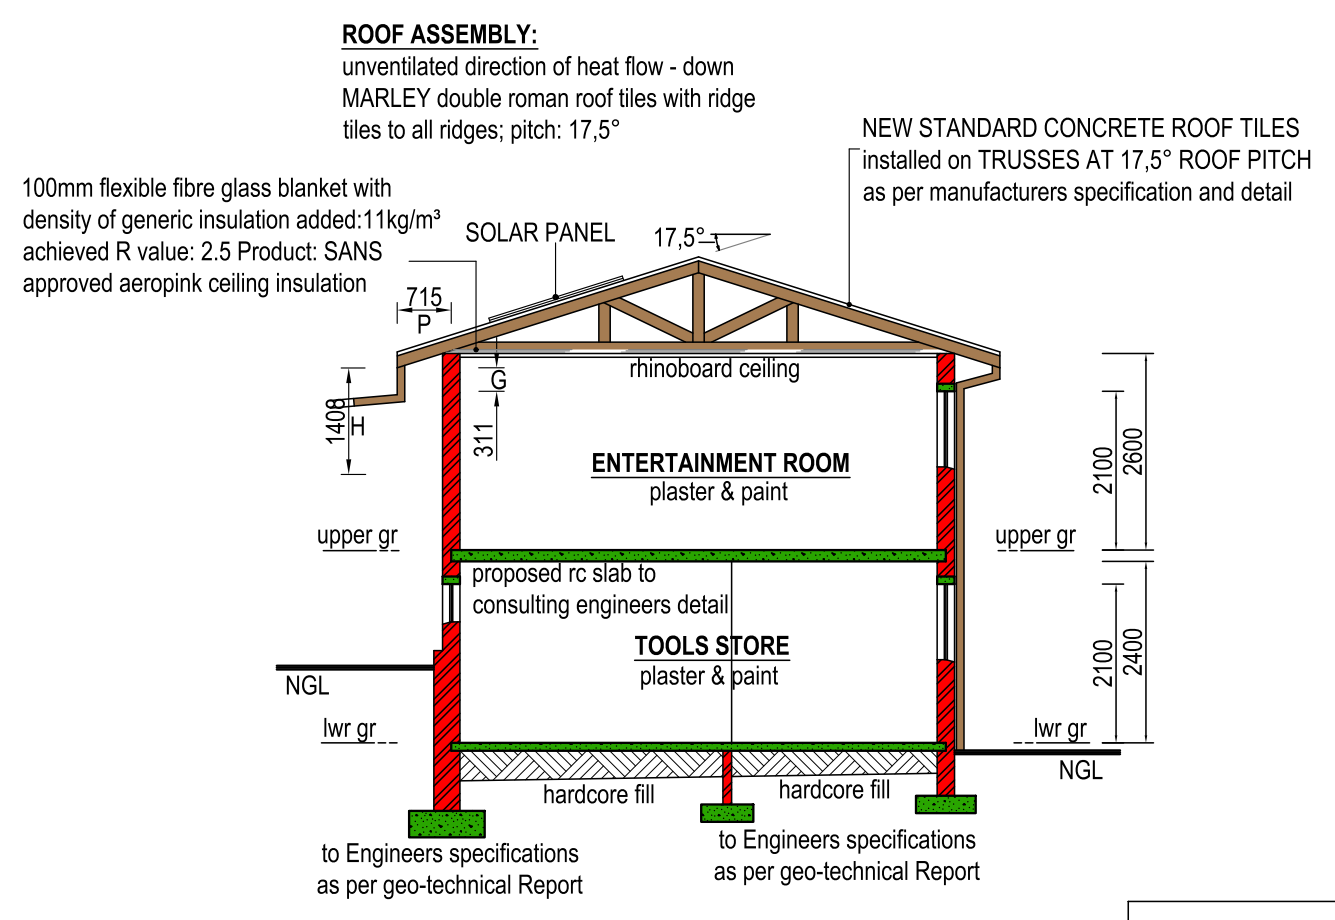 ROOF ASSEMBLY:
unventilated direction of heat flow - down
MARLEY double roman roof tiles with ridge
tiles to all ridges; pitch: 17,5°
NEW STANDARD CONCRETE ROOF TILES
installed on TRUSSES AT 17,5° ROOF PITCH
as per manufacturers specification and detail
100mm flexible fibre glass blanket with
density of generic insulation added:11kg/m³
achieved R value: 2.5 Product: SANS
approved aeropink ceiling insulation
SOLAR PANEL
17,5°
715
P
rhinoboard ceiling
G
1408
H
311
2100
2600
ENTERTAINMENT ROOM
plaster & paint
upper gr
upper gr
proposed rc slab to
consulting engineers detail
TOOLS STORE
plaster & paint
2100
2400
NGL
lwr gr
lwr gr
NGL
hardcore fill
hardcore fill
to Engineers specifications
as per geo-technical Report
to Engineers specifications
as per geo-technical Report